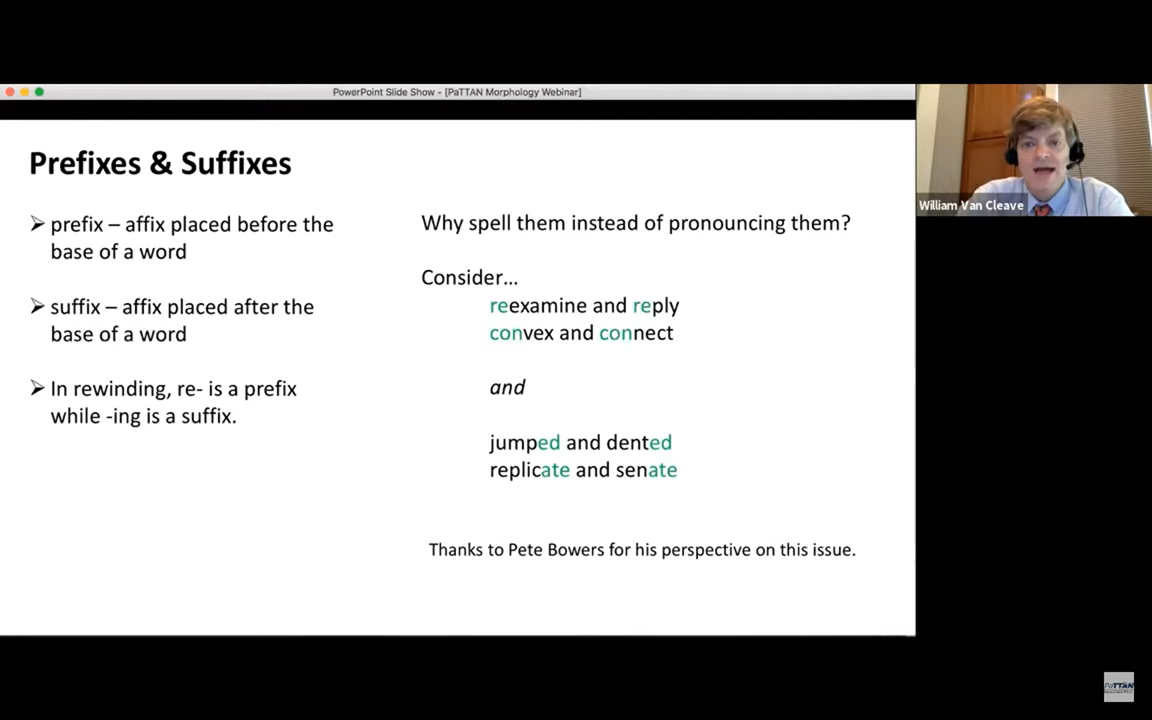 PowerPoint Slide Show - [PaTTAN Morphology Webinar]
Prefixes & Suffixes
➢ prefix – affix placed before the
base of a word
➢ suffix – affix placed after the
base of a word
➢ In rewinding, re- is a prefix
while -ing is a suffix.
Why spell them instead of pronouncing them?
Consider…
reexamine and reply
convex and connect
and
jumped and dented
replicate and senate
Thanks to Pete Bowers for his perspective on this issue.
William Van Cleave
PaTTAN